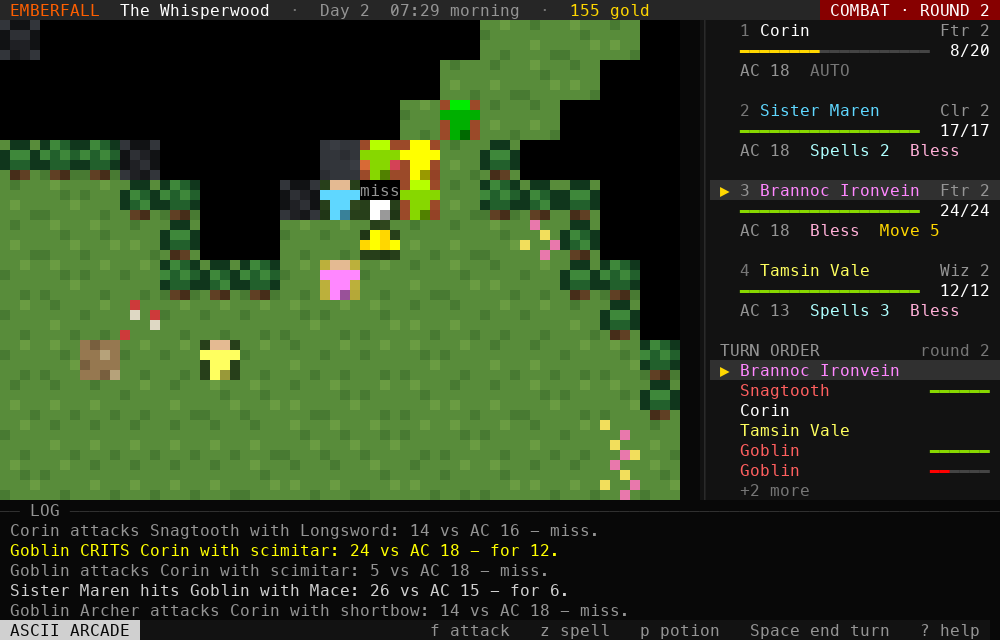 EMBERFALL The Whisperwood · Day 2 07:29 morning · 155 gold COMBAT · ROUND 2
1 Corin Ftr 2
8/20
AC 18 AUTO
2 Sister Maren Clr 2
17/17
AC 18 Spells 2 Bless
miss
▶ 3 Brannoc Ironvein Ftr 2
24/24
AC 18 Bless Move 5
4 Tamsin Vale Wiz 2
12/12
AC 13 Spells 3 Bless
TURN ORDER round 2
▶ Brannoc Ironvein
Snagtooth
Corin
Tamsin Vale
Goblin
Goblin
+2 more
LOG
Corin attacks Snagtooth with Longsword: 14 vs AC 16 — miss.
Goblin CRITS Corin with scimitar: 24 vs AC 18 — for 12.
Goblin attacks Corin with scimitar: 5 vs AC 18 — miss.
Sister Maren hits Goblin with Mace: 26 vs AC 15 — for 6.
Goblin Archer attacks Corin with shortbow: 14 vs AC 18 — miss.
ASCII ARCADE f attack z spell p potion Space end turn ? help